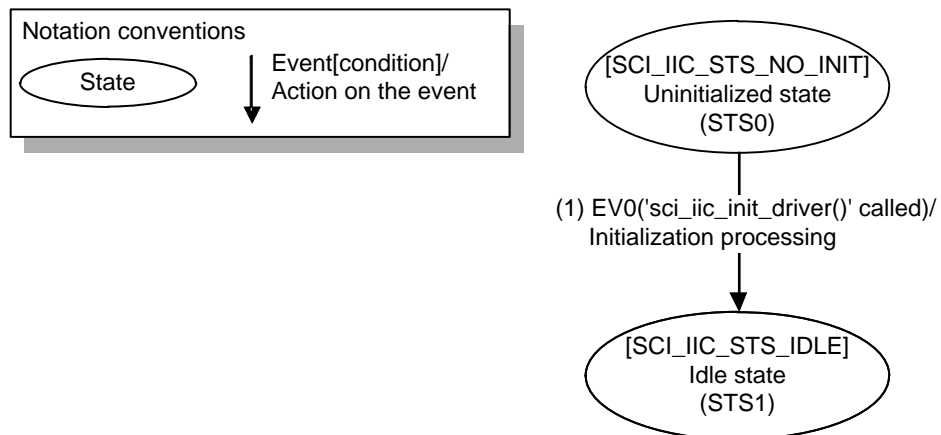 Notation conventions
State
Event[condition]/
Action on the event
[SCI_IIC_STS_NO_INIT]
Uninitialized state
(STS0)
(1) EV0('sci_iic_init_driver()' called)/
Initialization processing
[SCI_IIC_STS_IDLE]
Idle state
(STS1)